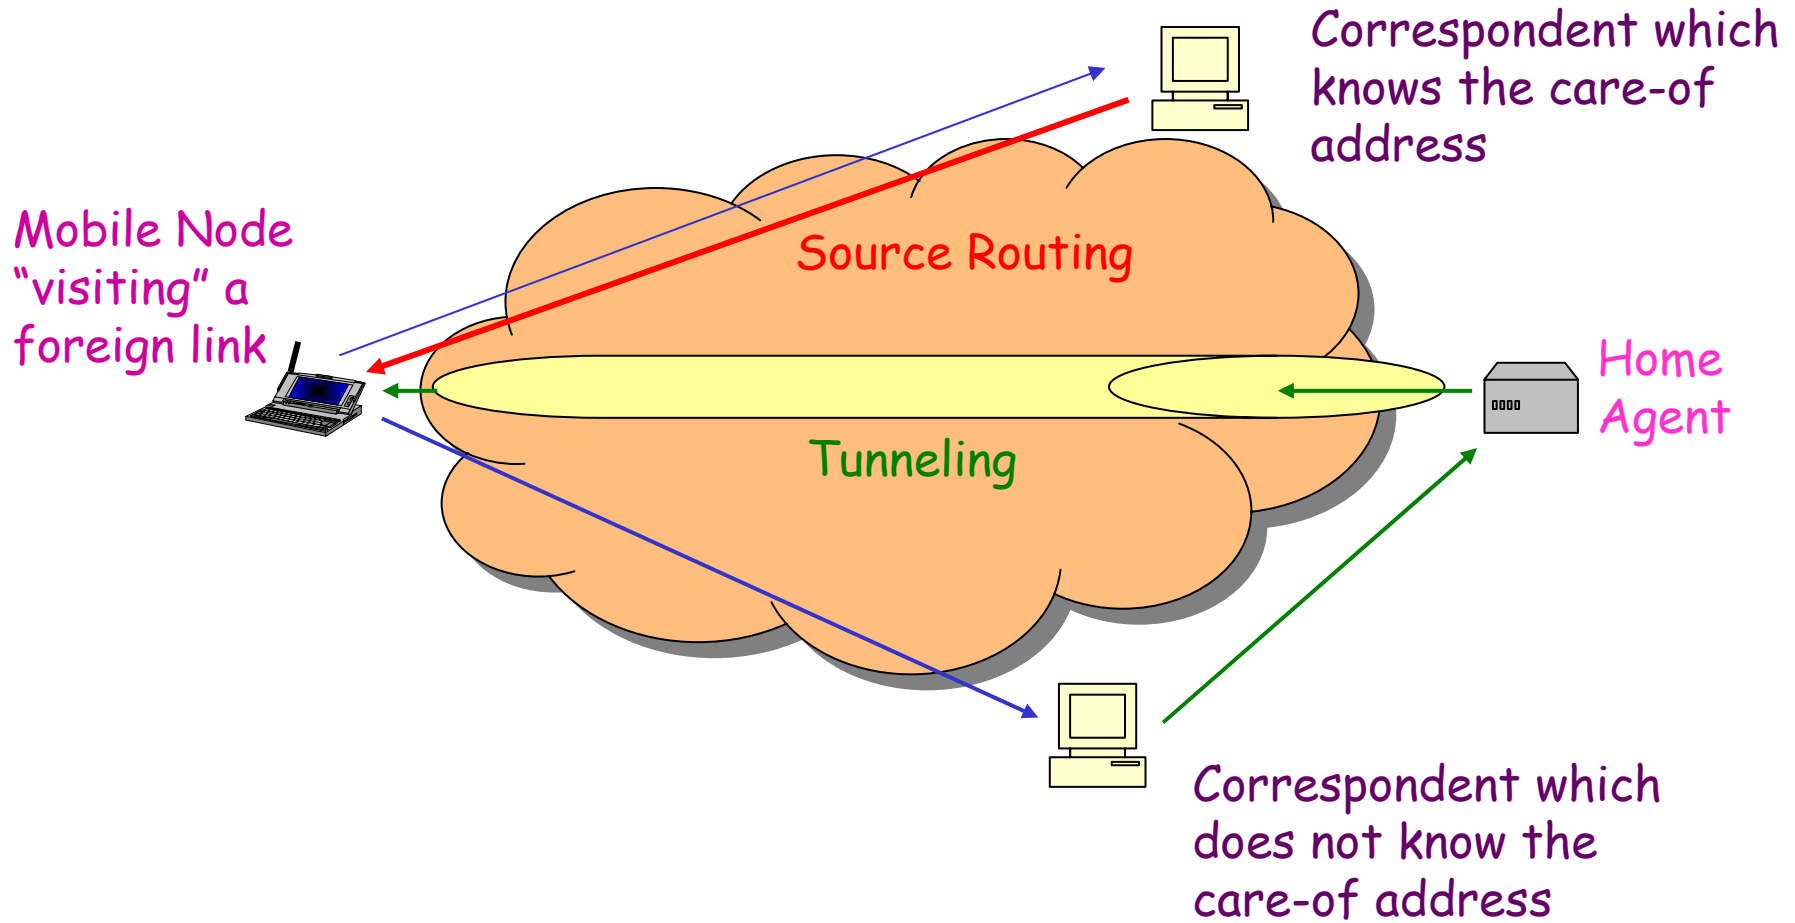 Correspondent which
knows the care-of
address
Mobile Node
“visiting” a
foreign link
Source Routing
Home
Agent
Tunneling
Correspondent which
does not know the
care-of address